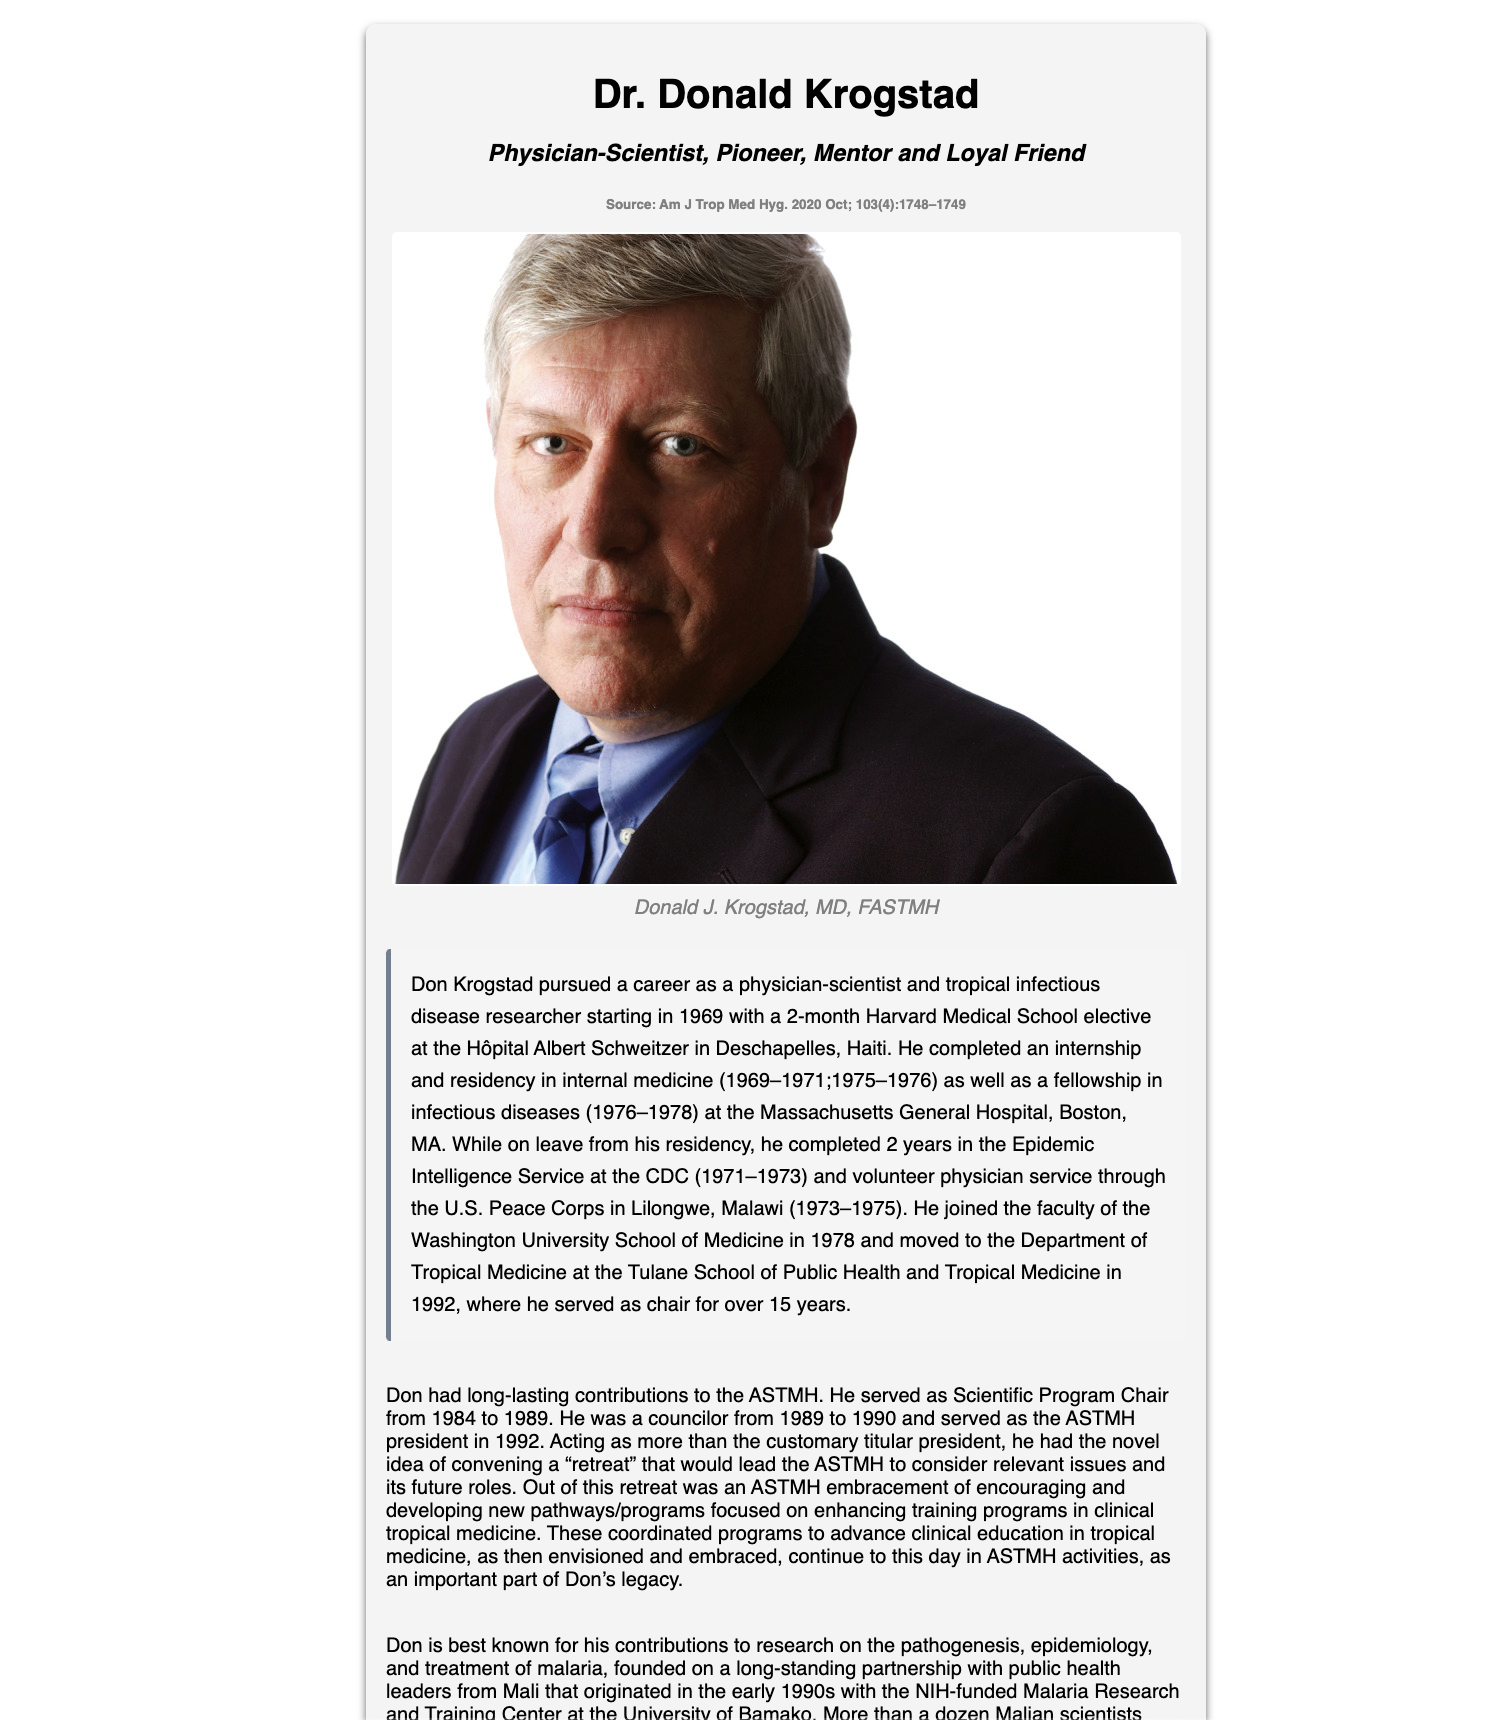 Dr. Donald Krogstad
Physician-Scientist, Pioneer, Mentor and Loyal Friend
Source: Am J Trop Med Hyg. 2020 Oct; 103(4):1748–1749
Donald J. Krogstad, MD, FASTMH
Don Krogstad pursued a career as a physician-scientist and tropical infectious
disease researcher starting in 1969 with a 2-month Harvard Medical School elective
at the Hôpital Albert Schweitzer in Deschapelles, Haiti. He completed an internship
and residency in internal medicine (1969–1971;1975–1976) as well as a fellowship in
infectious diseases (1976–1978) at the Massachusetts General Hospital, Boston,
MA. While on leave from his residency, he completed 2 years in the Epidemic
Intelligence Service at the CDC (1971–1973) and volunteer physician service through
the U.S. Peace Corps in Lilongwe, Malawi (1973–1975). He joined the faculty of the
Washington University School of Medicine in 1978 and moved to the Department of
Tropical Medicine at the Tulane School of Public Health and Tropical Medicine in
1992, where he served as chair for over 15 years.
Don had long-lasting contributions to the ASTMH. He served as Scientific Program Chair
from 1984 to 1989. He was a councilor from 1989 to 1990 and served as the ASTMH
president in 1992. Acting as more than the customary titular president, he had the novel
idea of convening a “retreat” that would lead the ASTMH to consider relevant issues and
its future roles. Out of this retreat was an ASTMH embracement of encouraging and
developing new pathways/programs focused on enhancing training programs in clinical
tropical medicine. These coordinated programs to advance clinical education in tropical
medicine, as then envisioned and embraced, continue to this day in ASTMH activities, as
an important part of Don’s legacy.
Don is best known for his contributions to research on the pathogenesis, epidemiology,
and treatment of malaria, founded on a long-standing partnership with public health
leaders from Mali that originated in the early 1990s with the NIH-funded Malaria Research
and Training Center at the University of Bamako. More than a dozen Malian scientists